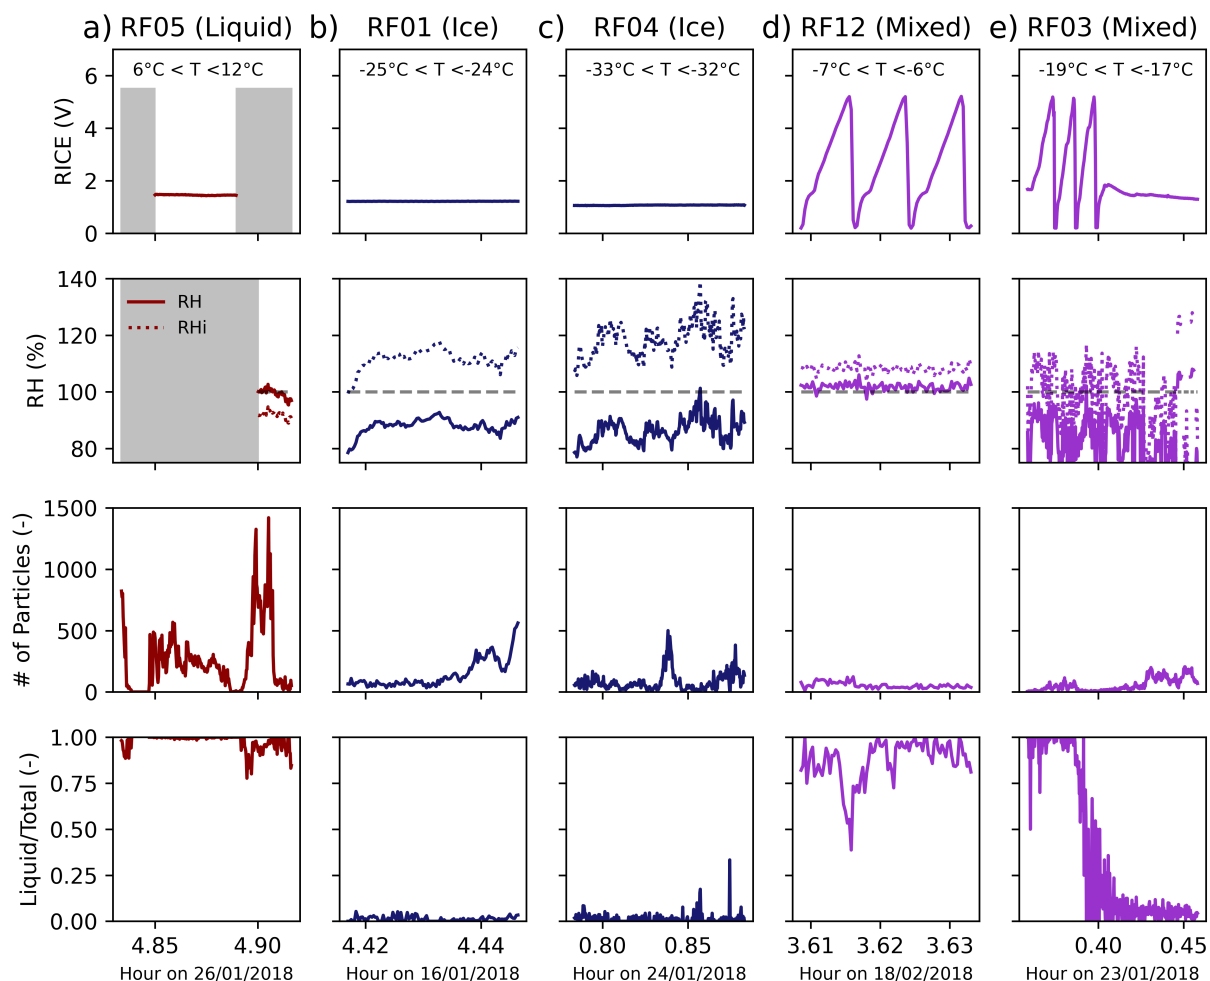 a) RF05 (Liquid)
b) RF01 (Ice)
c) RF04 (Ice)
d) RF12 (Mixed)
e) RF03 (Mixed)
6°C < T <12°C
-25°C < T <-24°C
-33°C < T <-32°C
-7°C < T <-6°C
-19°C < T <-17°C
RICE (V)
6
4
2
0
RH (%)
140
120
100
80
RH
RHi
# of Particles (-)
1500
1000
500
0
Liquid/Total (-)
1.00
0.75
0.50
0.25
0.00
4.85 4.90
4.42 4.44
0.80 0.85
3.61 3.62 3.63
0.40 0.45
Hour on 26/01/2018
Hour on 16/01/2018
Hour on 24/01/2018
Hour on 18/02/2018
Hour on 23/01/2018